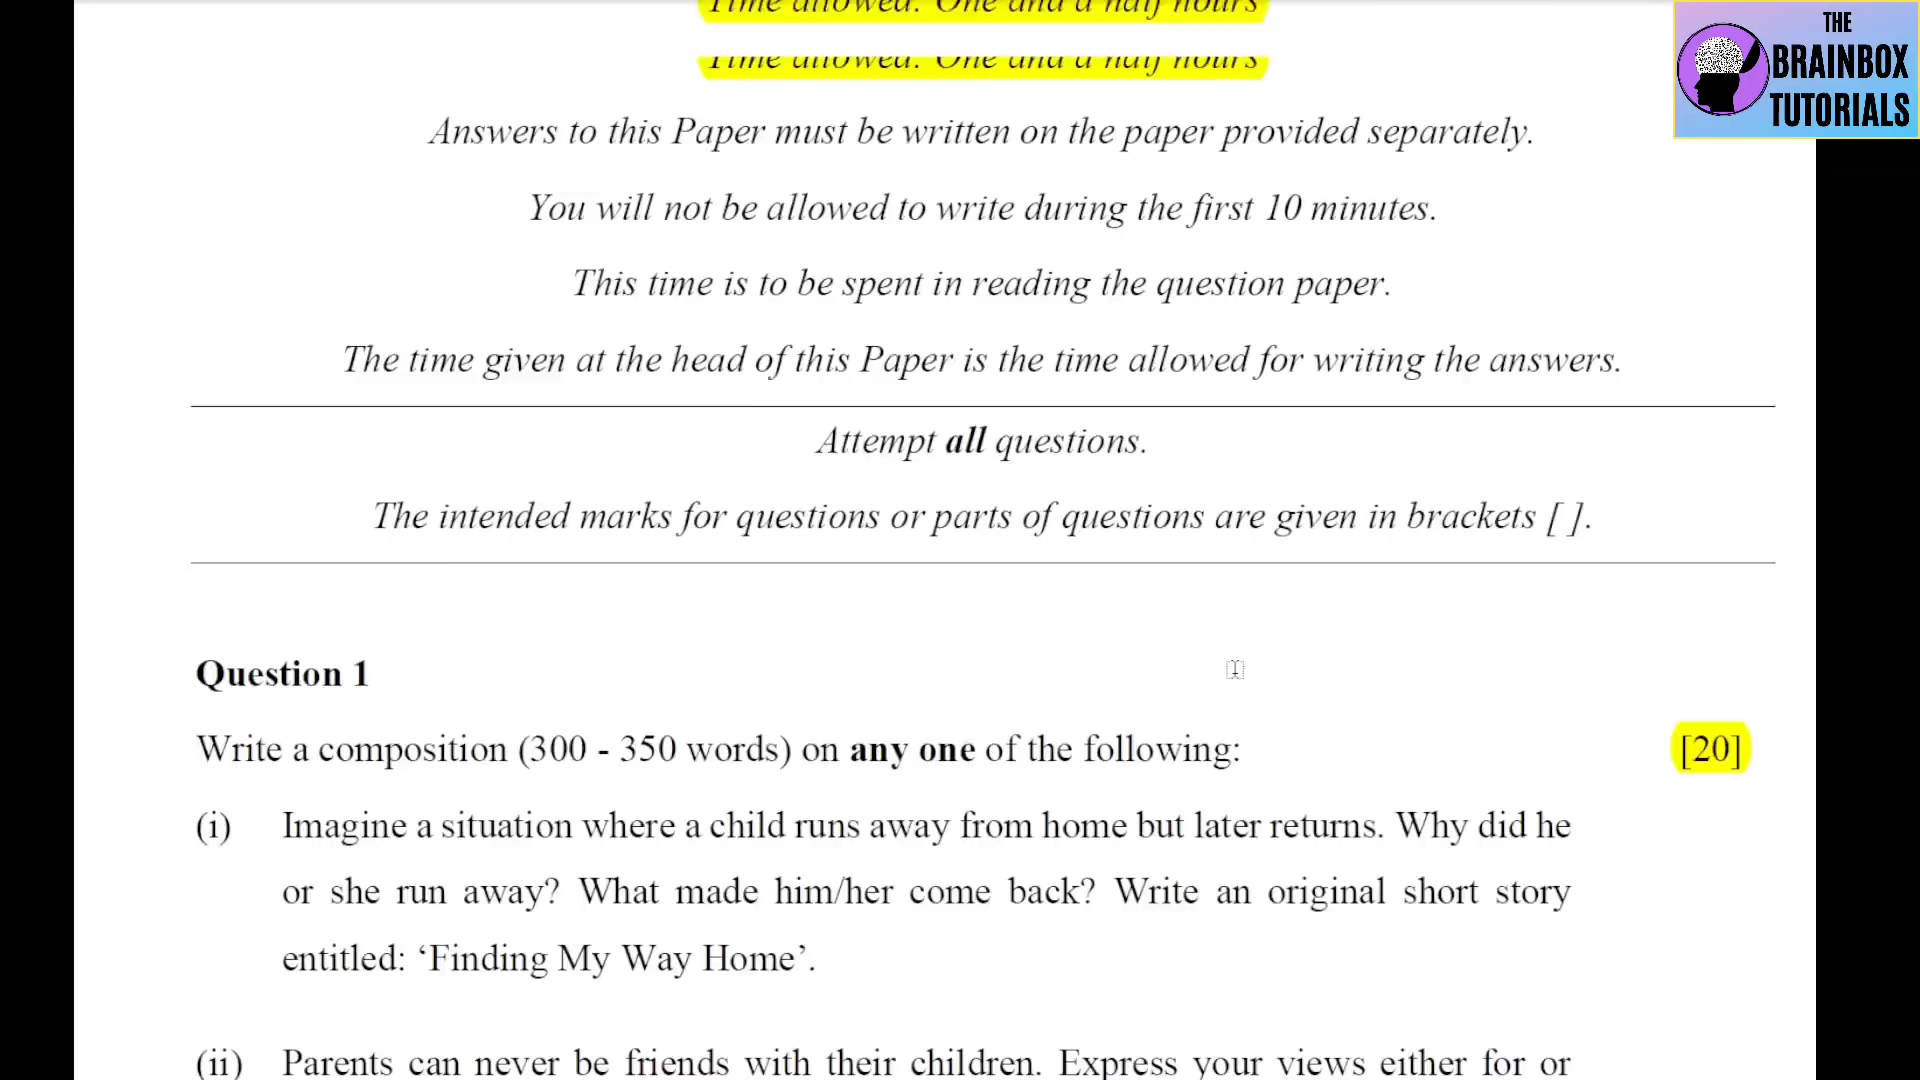 Time allowed: One and a half hours
Time allowed: One and a half hours
THE
BRAINBOX
TUTORIALS
Answers to this Paper must be written on the paper provided separately.
You will not be allowed to write during the first 10 minutes.
This time is to be spent in reading the question paper.
The time given at the head of this Paper is the time allowed for writing the answers.
Attempt all questions.
The intended marks for questions or parts of questions are given in brackets [ ].
Question 1
Write a composition (300 - 350 words) on any one of the following: [20]
(i) Imagine a situation where a child runs away from home but later returns. Why did he
or she run away? What made him/her come back? Write an original short story
entitled: ‘Finding My Way Home’.
(ii) Parents can never be friends with their children. Express your views either for or